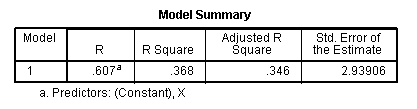 Model Summary
Model R R Square Adjusted R Square Std. Error of the Estimate
1 .607a .368 .346 2.93906
a. Predictors: (Constant), X